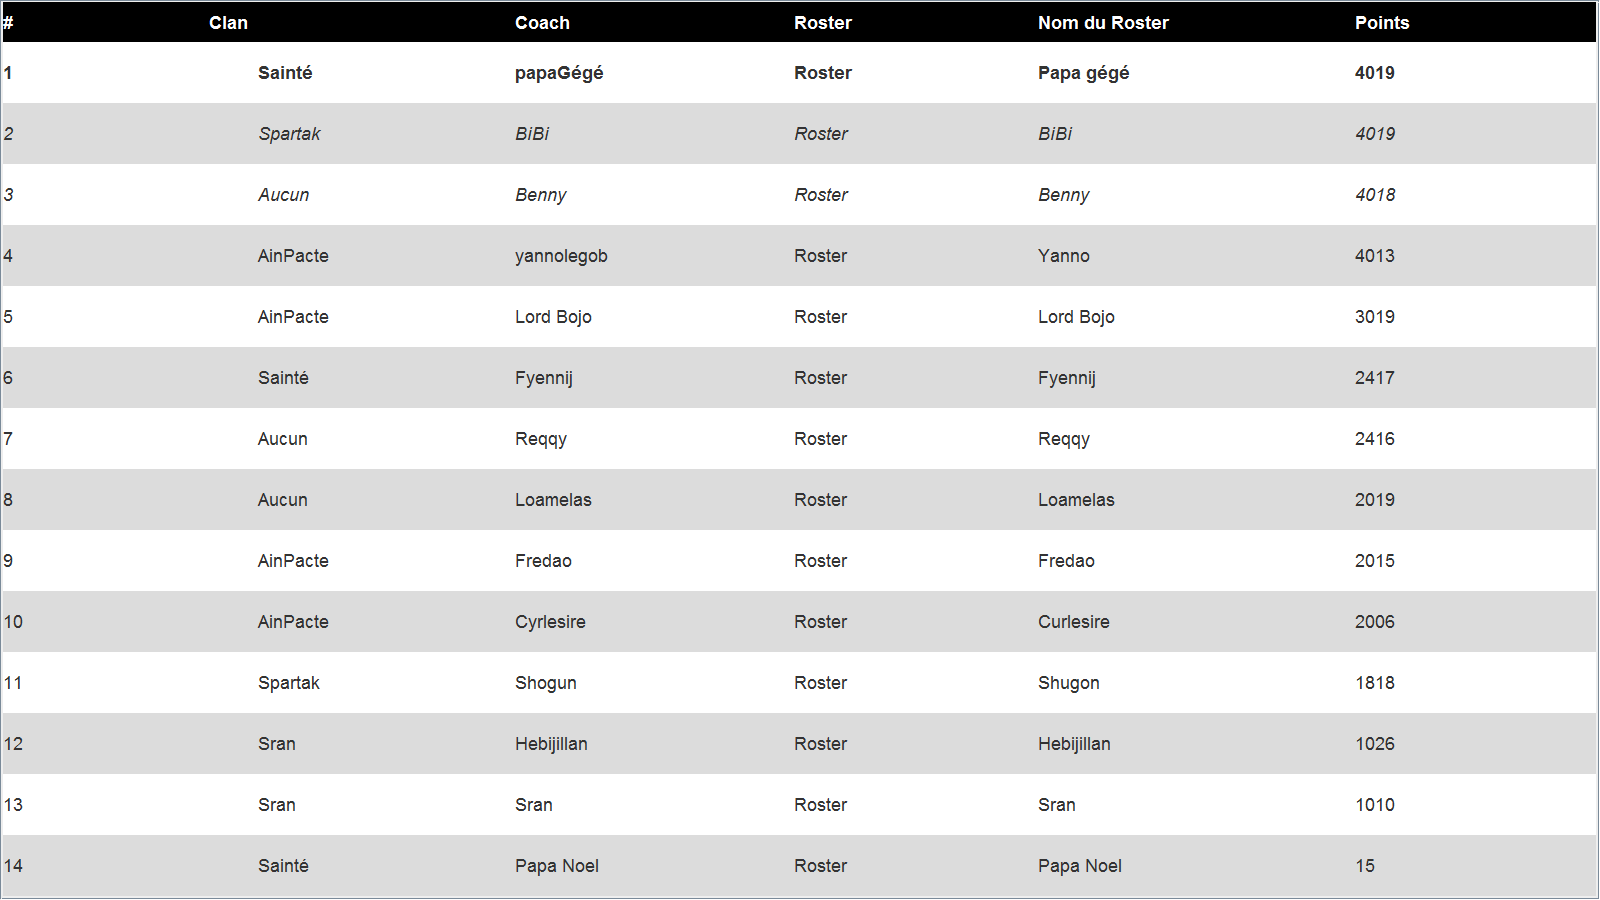 # Clan Coach Roster Nom du Roster Points
1 Sainté papaGégé Roster Papa gégé 4019
2 Spartak BiBi Roster BiBi 4019
3 Aucun Benny Roster Benny 4018
4 AinPacte yannolegob Roster Yanno 4013
5 AinPacte Lord Bojo Roster Lord Bojo 3019
6 Sainté Fyennij Roster Fyennij 2417
7 Aucun Reqqy Roster Reqqy 2416
8 Aucun Loamelas Roster Loamelas 2019
9 AinPacte Fredao Roster Fredao 2015
10 AinPacte Cyrlesire Roster Curlesire 2006
11 Spartak Shogun Roster Shugon 1818
12 Sran Hebijillan Roster Hebijillan 1026
13 Sran Sran Roster Sran 1010
14 Sainté Papa Noel Roster Papa Noel 15